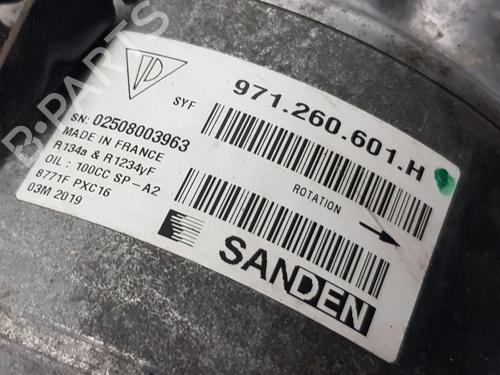 VD
SYF
971.260.601.H
SN: 02508003963
MADE IN FRANCE
R134a & R1234yF
OIL : 100CC SP-A2
8771F PXC16
03M 2019
ROTATION
SANDEN
B-PARTS